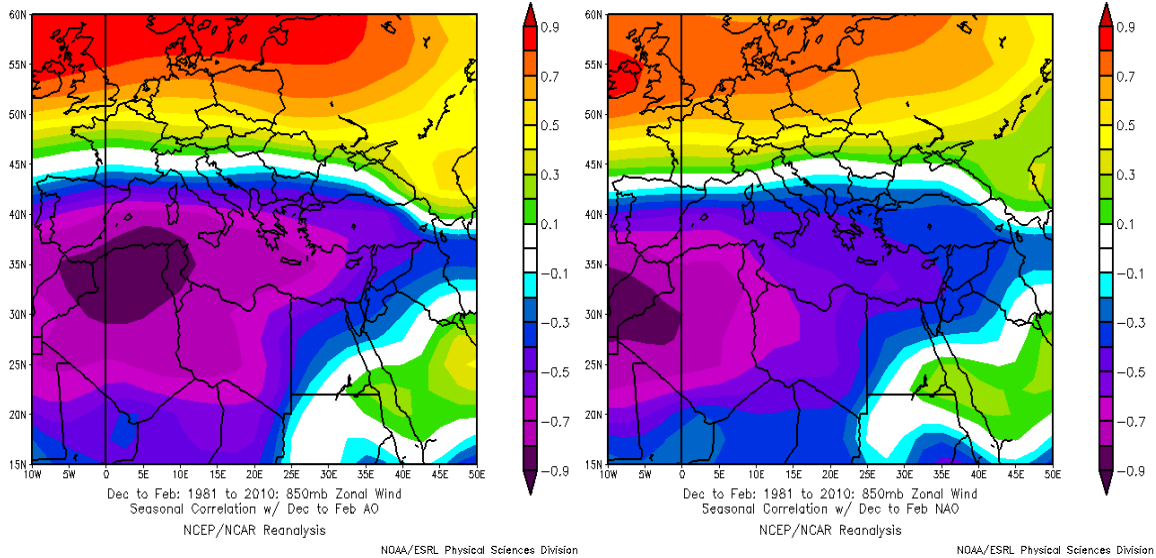 60N
55N
50N
45N
40N
35N
30N
25N
20N
15N
10W 5W 0 5E 10E 15E 20E 25E 30E 35E 40E 45E 50E
0.9
0.7
0.5
0.3
0.1
−0.1
−0.3
−0.5
−0.7
−0.9
Dec to Feb: 1981 to 2010: 850mb Zonal Wind
Seasonal Correlation w/ Dec to Feb AO
NCEP/NCAR Reanalysis
NOAA/ESRL Physical Sciences Division
60N
55N
50N
45N
40N
35N
30N
25N
20N
15N
10W 5W 0 5E 10E 15E 20E 25E 30E 35E 40E 45E 50E
0.9
0.7
0.5
0.3
0.1
−0.1
−0.3
−0.5
−0.7
−0.9
Dec to Feb: 1981 to 2010: 850mb Zonal Wind
Seasonal Correlation w/ Dec to Feb NAO
NCEP/NCAR Reanalysis
NOAA/ESRL Physical Sciences Division